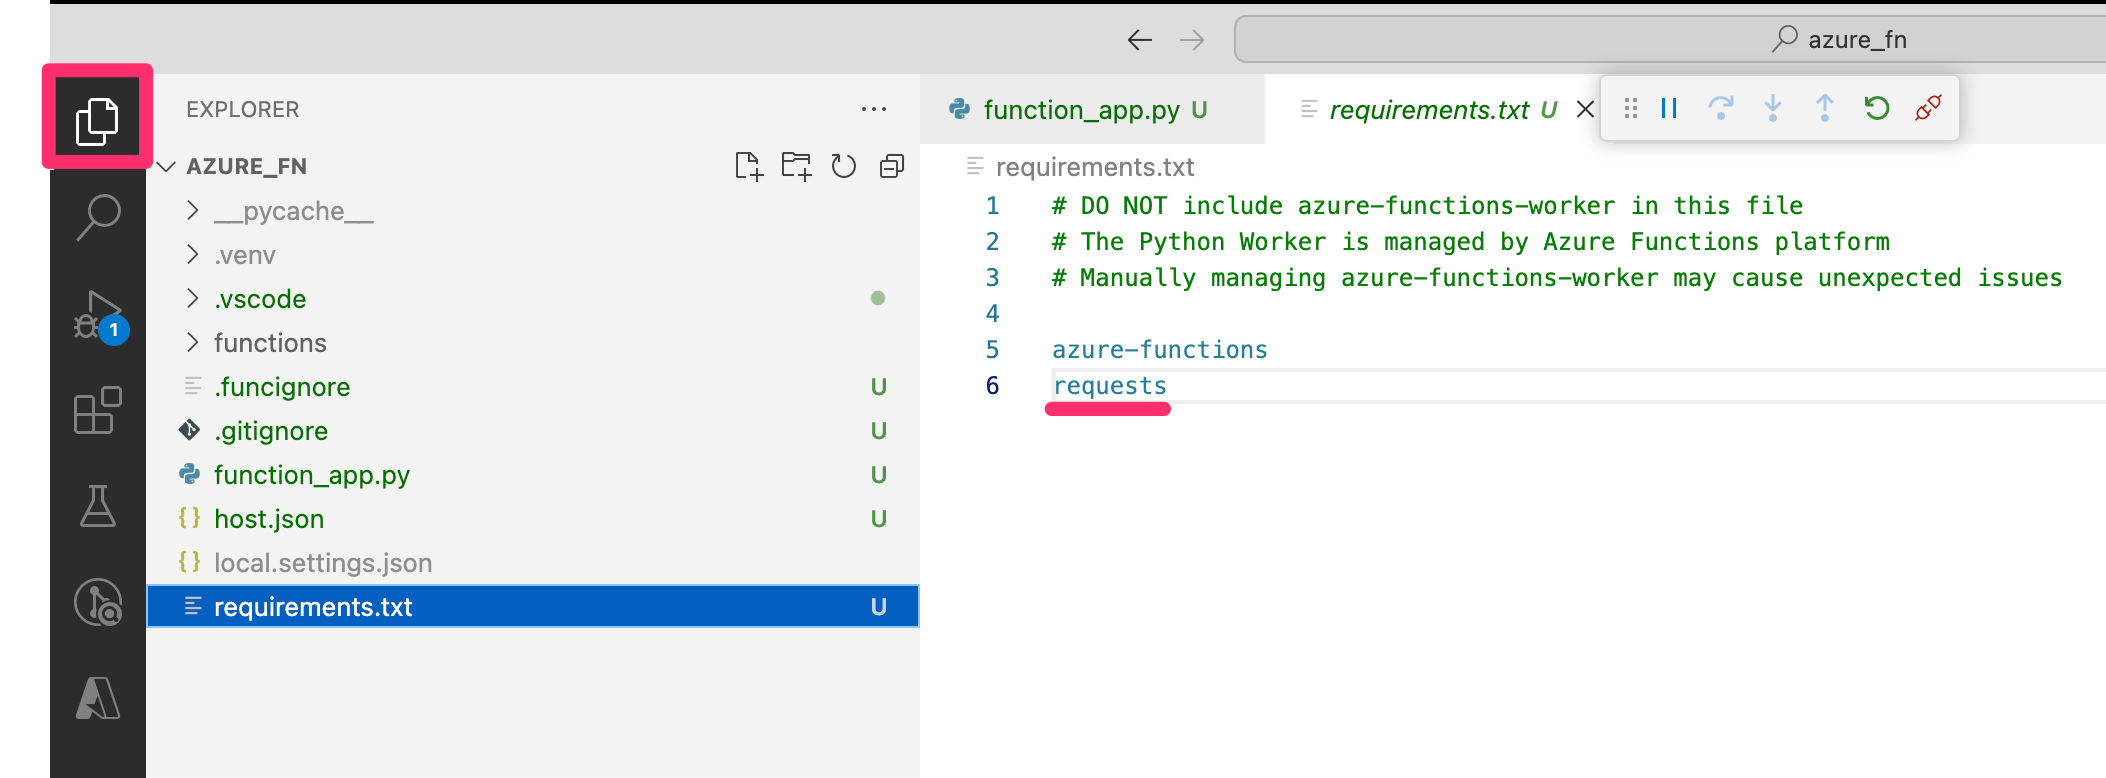 azure_fn
EXPLORER
AZURE_FN
__pycache__
.venv
.vscode
functions
.funcignore U
.gitignore U
function_app.py U
host.json U
local.settings.json
requirements.txt U
1
function_app.py U
requirements.txt U
requirements.txt
1 # DO NOT include azure-functions-worker in this file
2 # The Python Worker is managed by Azure Functions platform
3 # Manually managing azure-functions-worker may cause unexpected issues
4
5 azure-functions
6 requests